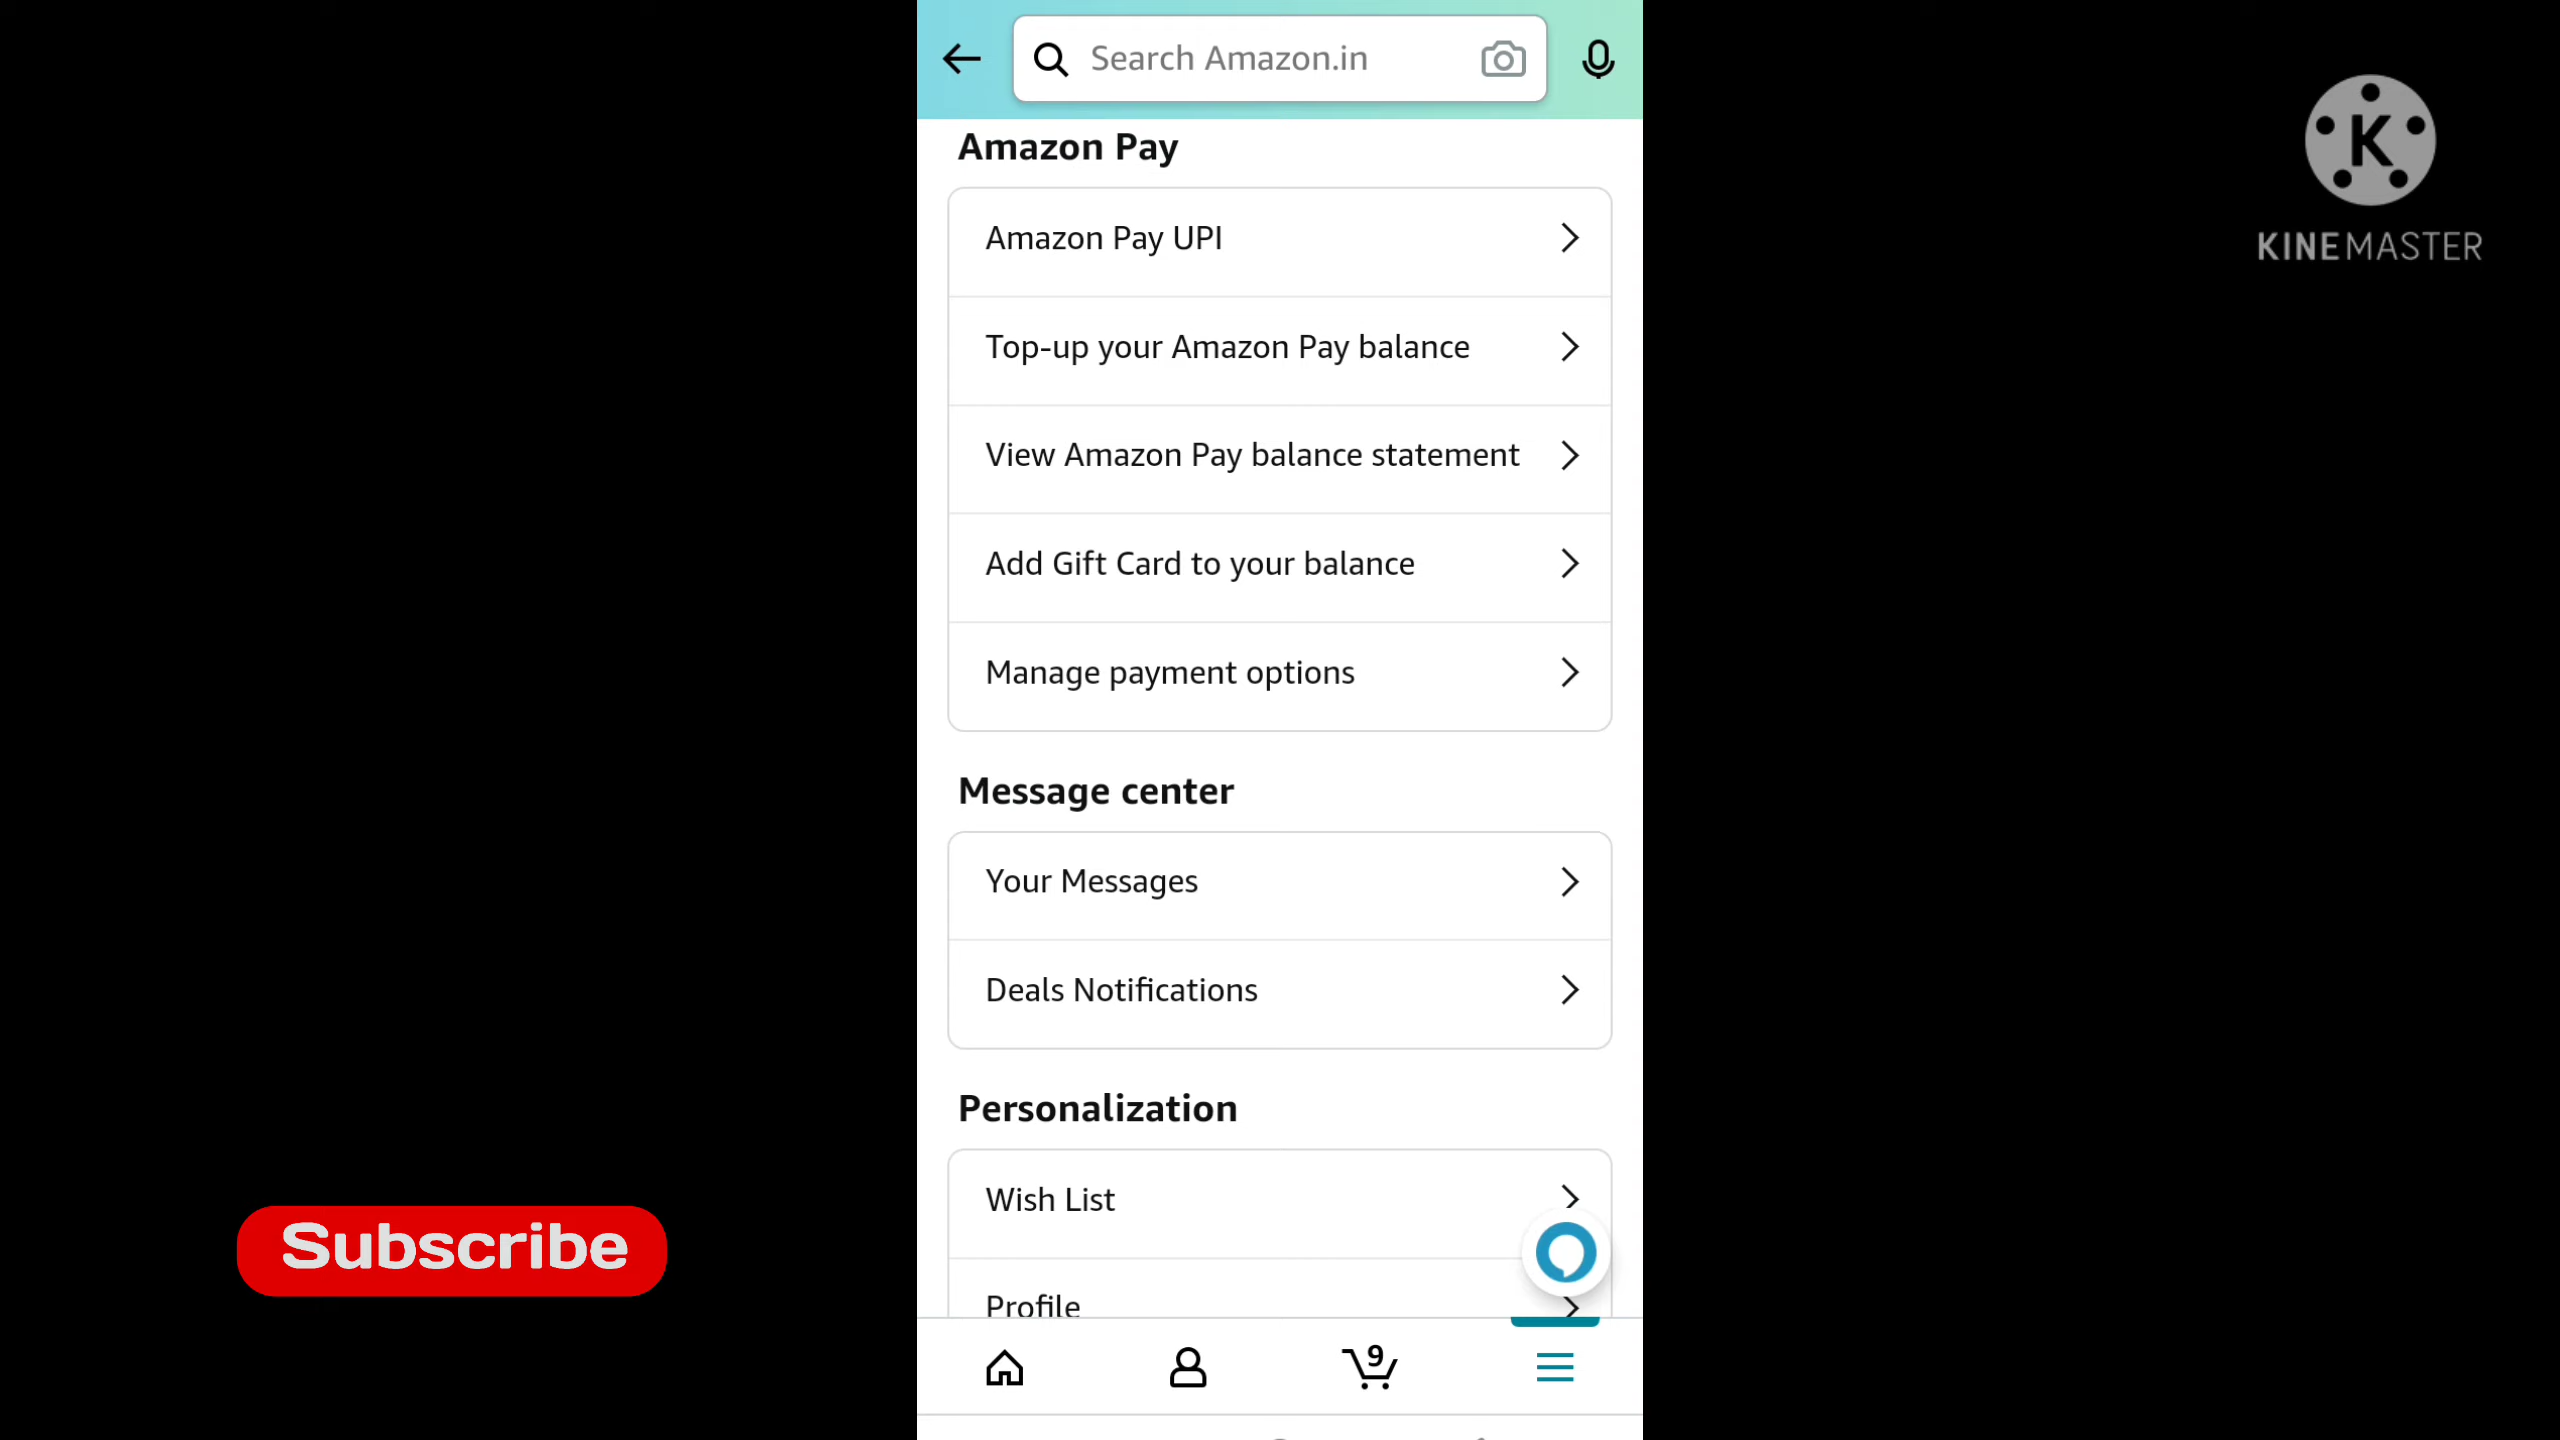 Search Amazon.in
K
KINEMASTER
Amazon Pay
Amazon Pay UPI
Top-up your Amazon Pay balance
View Amazon Pay balance statement
Add Gift Card to your balance
Manage payment options
Message center
Your Messages
Deals Notifications
Personalization
Wish List
Subscribe
Profile
9